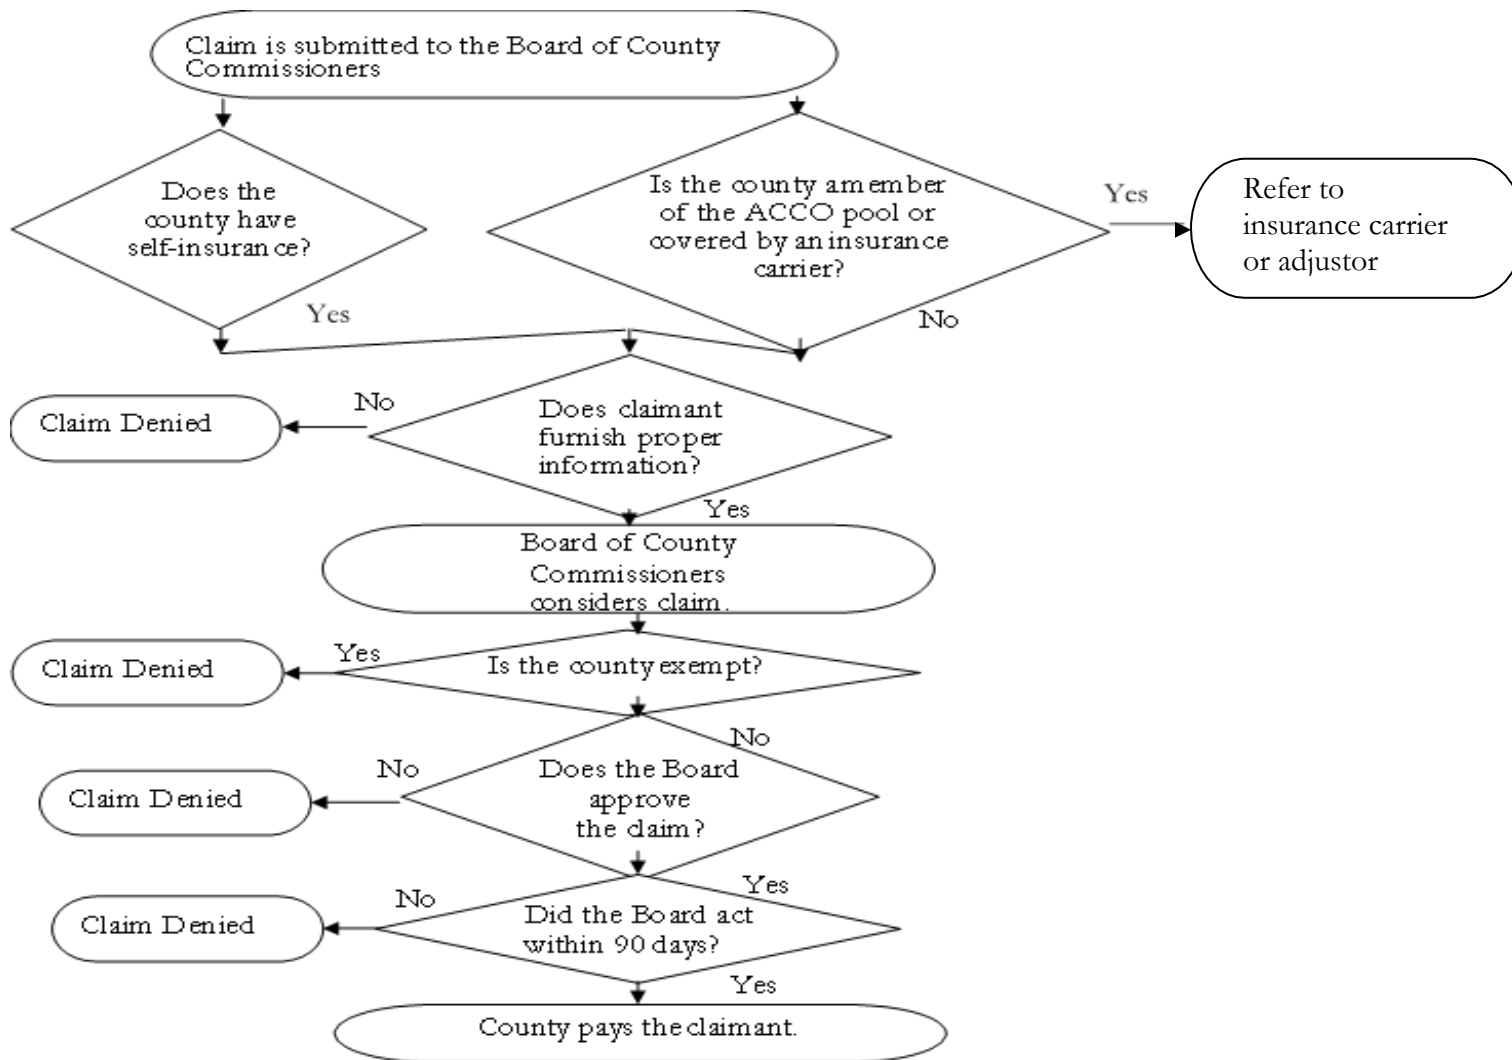 Claim is submitted to the Board of County
Commissioners
Does the
county have
self-insurance?
Yes
Is the county a member
of the ACCO pool or
covered by an insurance
carrier?
Yes
No
Refer to
insurance carrier
or adjustor
Does claimant
furnish proper
information?
No
Claim Denied
Yes
Board of County
Commissioners
considers claim.
Is the county exempt?
Yes
Claim Denied
No
Does the Board
approve
the claim?
No
Claim Denied
Yes
Did the Board act
within 90 days?
No
Claim Denied
Yes
County pays the claimant.